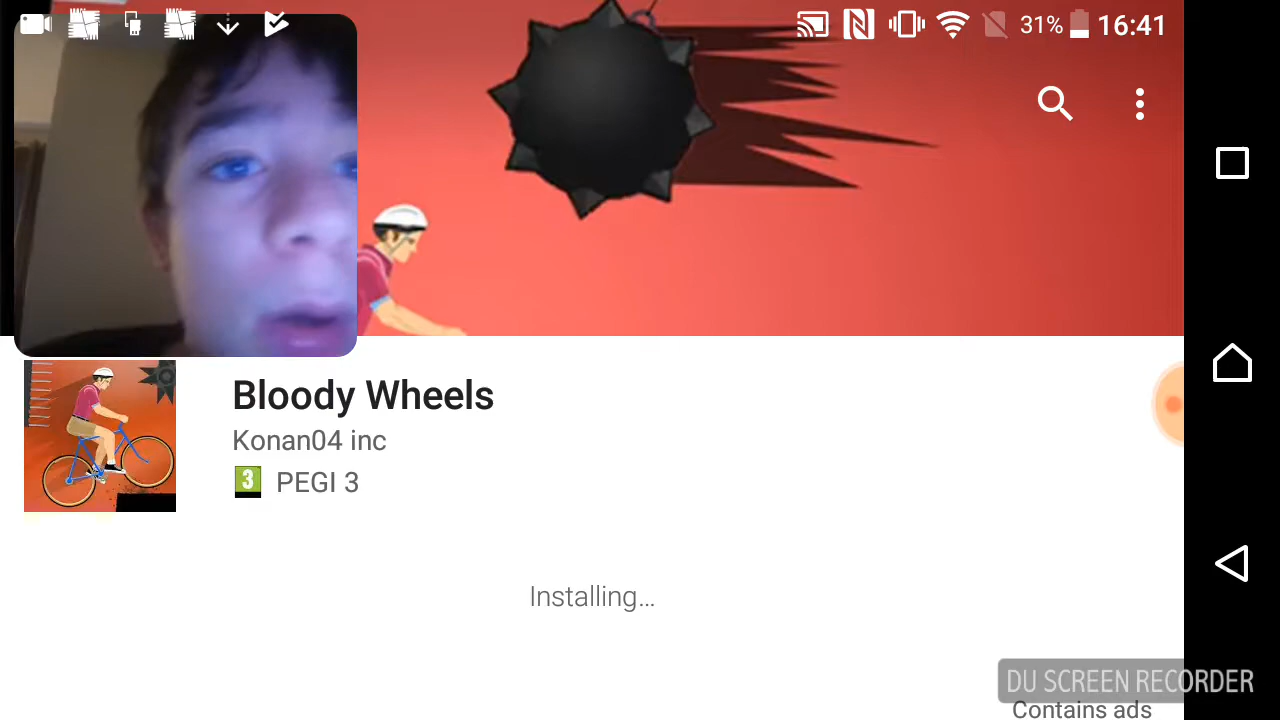 31% 16:41
Bloody Wheels
Konan04 inc
3 PEGI 3
Installing...
DU SCREEN RECORDER
Contains ads